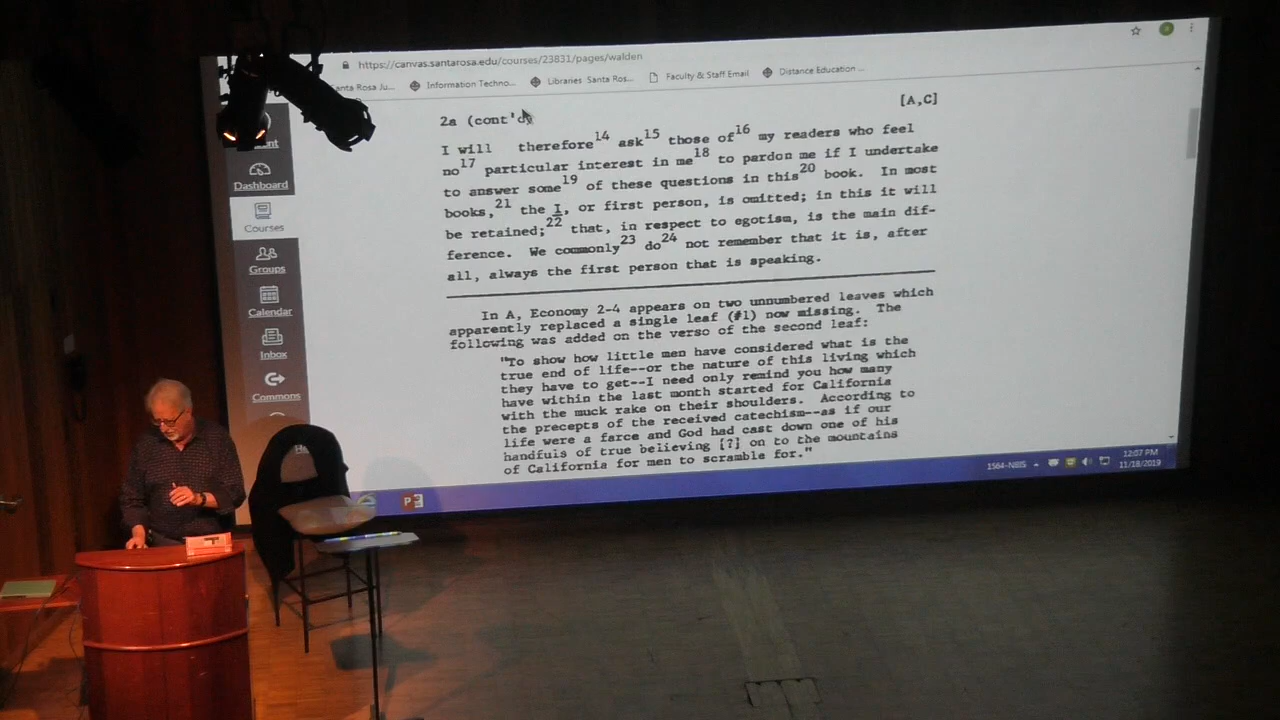 https://canvas.santarosa.edu/courses/23831/pages/walden
anta Rosa Ju... Information Techno... Libraries Santa Ros... Faculty & Staff Email Distance Education ...
Dashboard
Courses
Groups
Calendar
Inbox
Commons
2a (cont'd) [A,C]
I will therefore14 ask15 those of16 my readers who feel
no17 particular interest in me18 to pardon me if I undertake
to answer some19 of these questions in this20 book. In most
books,21 the I, or first person, is omitted; in this it will
be retained;22 that, in respect to egotism, is the main dif-
ference. We commonly23 do24 not remember that it is, after
all, always the first person that is speaking.
In A, Economy 2-4 appears on two unnumbered leaves which
apparently replaced a single leaf (#1) now missing. The
following was added on the verso of the second leaf:
"To show how little men have considered what is the
true end of life--or the nature of this living which
they have to get--I need only remind you how many
have within the last month started for California
with the muck rake on their shoulders. According to
the precepts of the received catechism--as if our
life were a farce and God had cast down one of his
handfuls of true believing [?] on to the mountains
of California for men to scramble for."
1564-NBIS 12:07 PM
11/18/2019